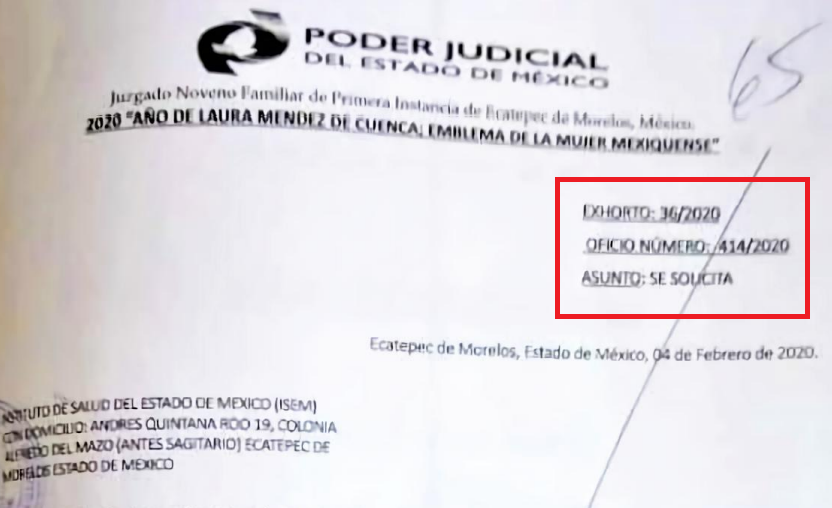 PODER JUDICIAL
DEL ESTADO DE MÉXICO
65
Juzgado Noveno Familiar de Primera Instancia de Ecatepec de Morelos, México.
2020 "AÑO DE LAURA MENDEZ DE CUENCA; EMBLEMA DE LA MUJER MEXIQUENSE"
EXHORTO: 36/2020
OFICIO NÚMERO: 414/2020
ASUNTO: SE SOLICITA
Ecatepec de Morelos, Estado de México, 04 de Febrero de 2020.
INSTITUTO DE SALUD DEL ESTADO DE MEXICO (ISEM)
CON DOMICILIO: ANDRES QUINTANA ROO 19, COLONIA
ALFREDO DEL MAZO (ANTES SAGITARIO) ECATEPEC DE
MORELOS ESTADO DE MEXICO